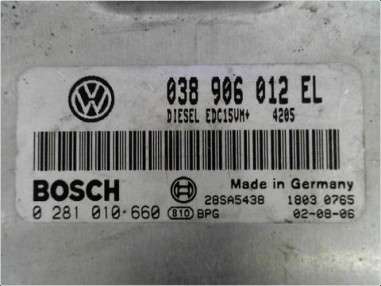 038 906 012 EL
DIESEL EDC15VM+ 4205
BOSCH
Made in Germany
28SA5438 1803 0765
0 281 010·660 810 BPG 02-08-06